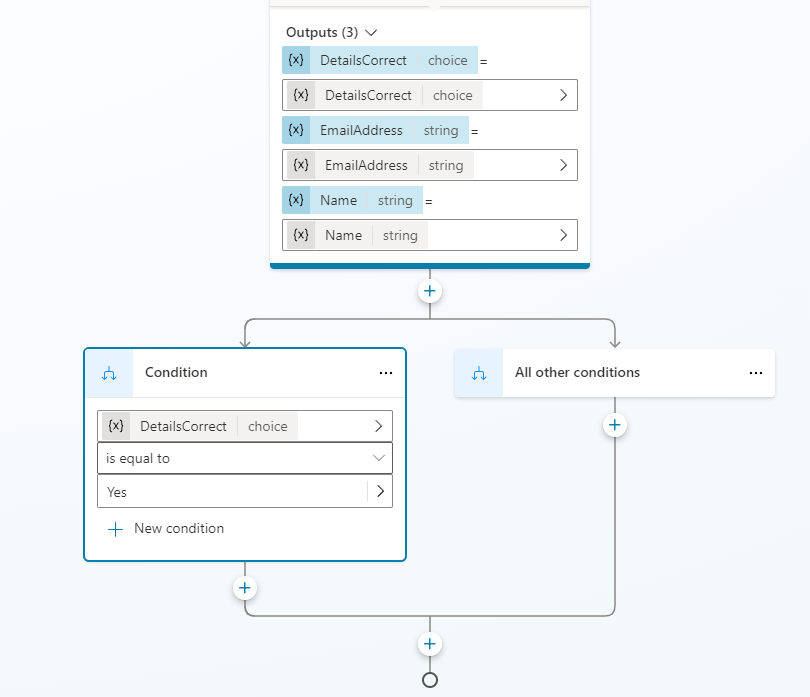 Outputs (3)
{x} DetailsCorrect choice =
{x} DetailsCorrect choice
{x} EmailAddress string =
{x} EmailAddress string
{x} Name string =
{x} Name string
Condition ...
All other conditions ...
{x} DetailsCorrect choice
is equal to
Yes
New condition